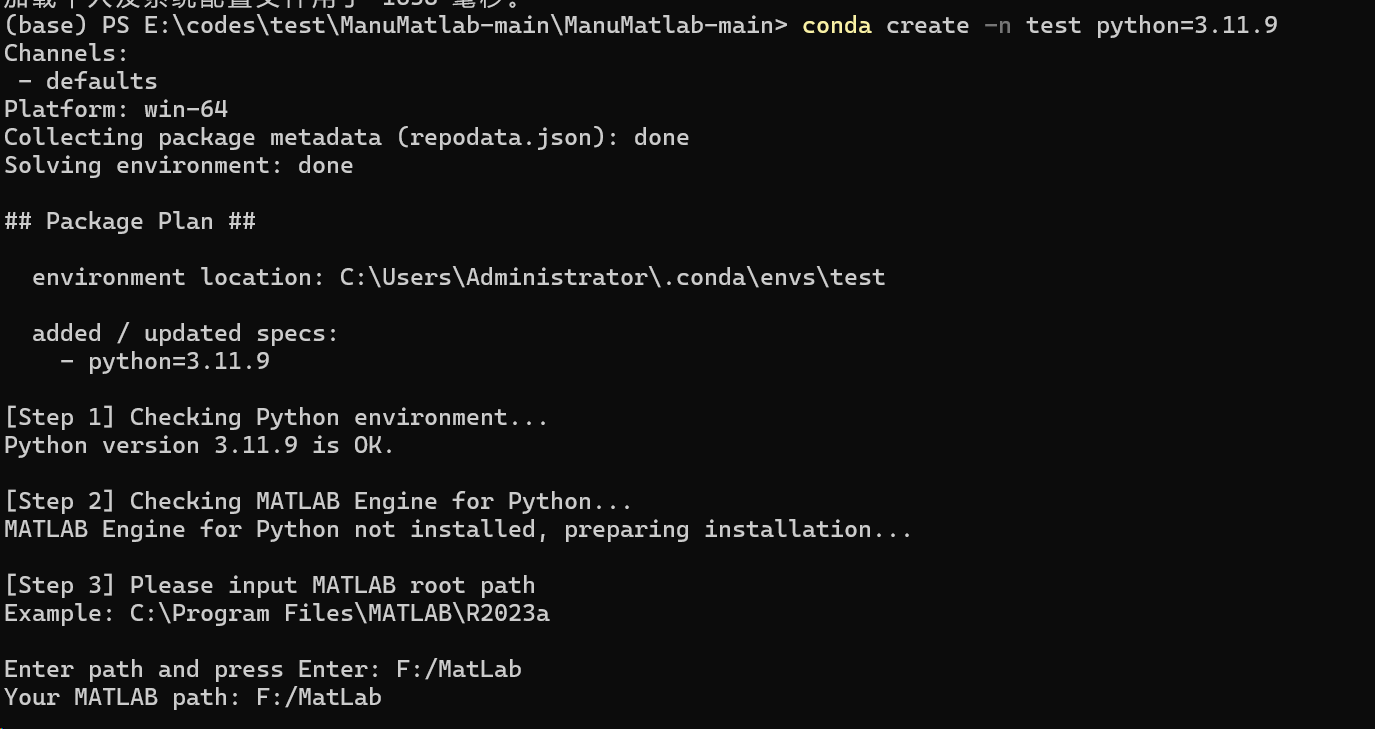 (base) PS E:\codes\test\ManuMatlab-main\ManuMatlab-main> conda create -n test python=3.11.9
Channels:
 - defaults
Platform: win-64
Collecting package metadata (repodata.json): done
Solving environment: done
## Package Plan ##
  environment location: C:\Users\Administrator\.conda\envs\test
  added / updated specs:
    - python=3.11.9
[Step 1] Checking Python environment...
Python version 3.11.9 is OK.
[Step 2] Checking MATLAB Engine for Python...
MATLAB Engine for Python not installed, preparing installation...
[Step 3] Please input MATLAB root path
Example: C:\Program Files\MATLAB\R2023a
Enter path and press Enter: F:/MatLab
Your MATLAB path: F:/MatLab